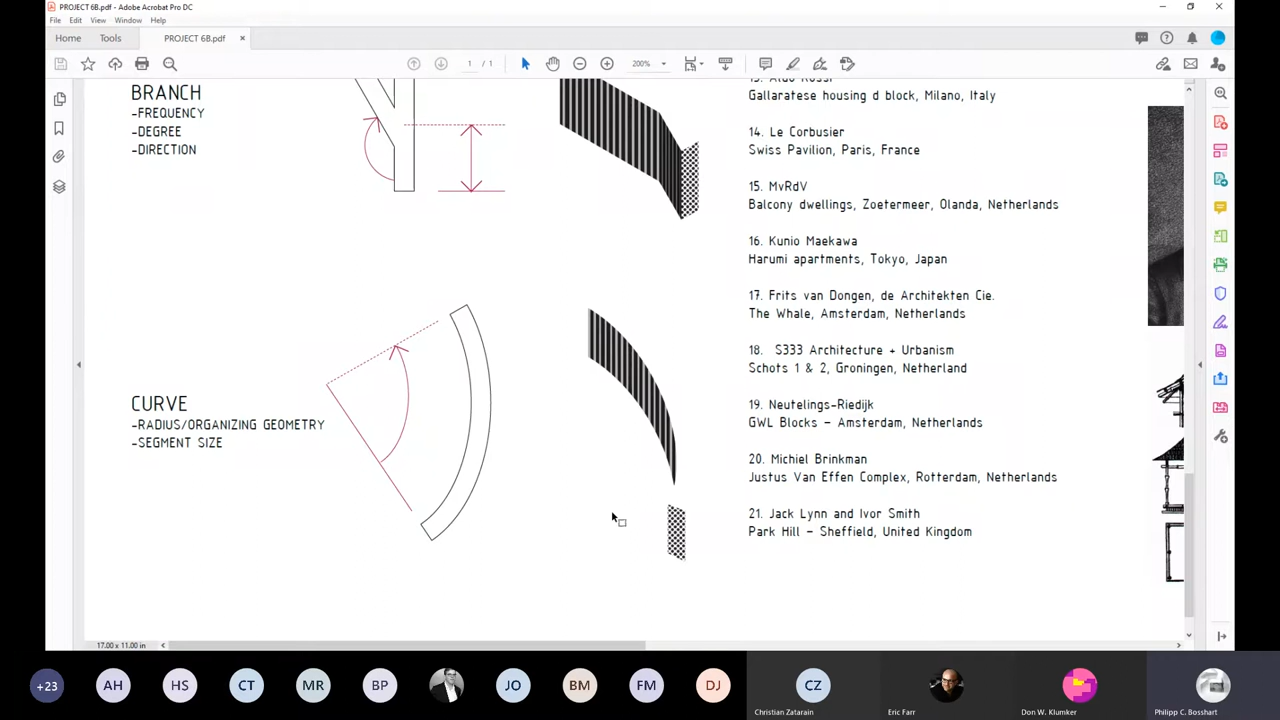 PROJECT 6B.pdf - Adobe Acrobat Pro DC
File Edit View Window Help
Home Tools PROJECT 6B.pdf ×
1 / 1 200%
BRANCH
-FREQUENCY
-DEGREE
-DIRECTION
CURVE
-RADIUS/ORGANIZING GEOMETRY
-SEGMENT SIZE
Gallaratese housing d block, Milano, Italy
14. Le Corbusier
Swiss Pavilion, Paris, France
15. MvRdV
Balcony dwellings, Zoetermeer, Olanda, Netherlands
16. Kunio Maekawa
Harumi apartments, Tokyo, Japan
17. Frits van Dongen, de Architekten Cie.
The Whale, Amsterdam, Netherlands
18. S333 Architecture + Urbanism
Schots 1 & 2, Groningen, Netherland
19. Neutelings-Riedijk
GWL Blocks - Amsterdam, Netherlands
20. Michiel Brinkman
Justus Van Effen Complex, Rotterdam, Netherlands
21. Jack Lynn and Ivor Smith
Park Hill - Sheffield, United Kingdom
17.00 x 11.00 in
+23 AH HS CT MR BP JO BM FM DJ CZ
Christian Zatarain Eric Farr Don W. Klumker Philipp C. Bosshart